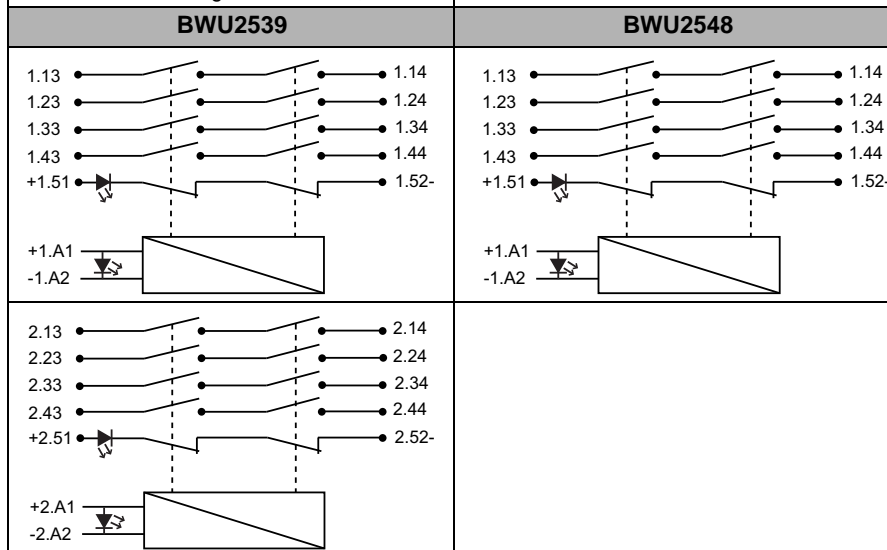 BWU2539 BWU2548
1.13 1.14 1.13 1.14
1.23 1.24 1.23 1.24
1.33 1.34 1.33 1.34
1.43 1.44 1.43 1.44
+1.51 1.52- +1.51 1.52-
+1.A1 +1.A1
-1.A2 -1.A2
2.13 2.14
2.23 2.24
2.33 2.34
2.43 2.44
+2.51 2.52-
+2.A1
-2.A2